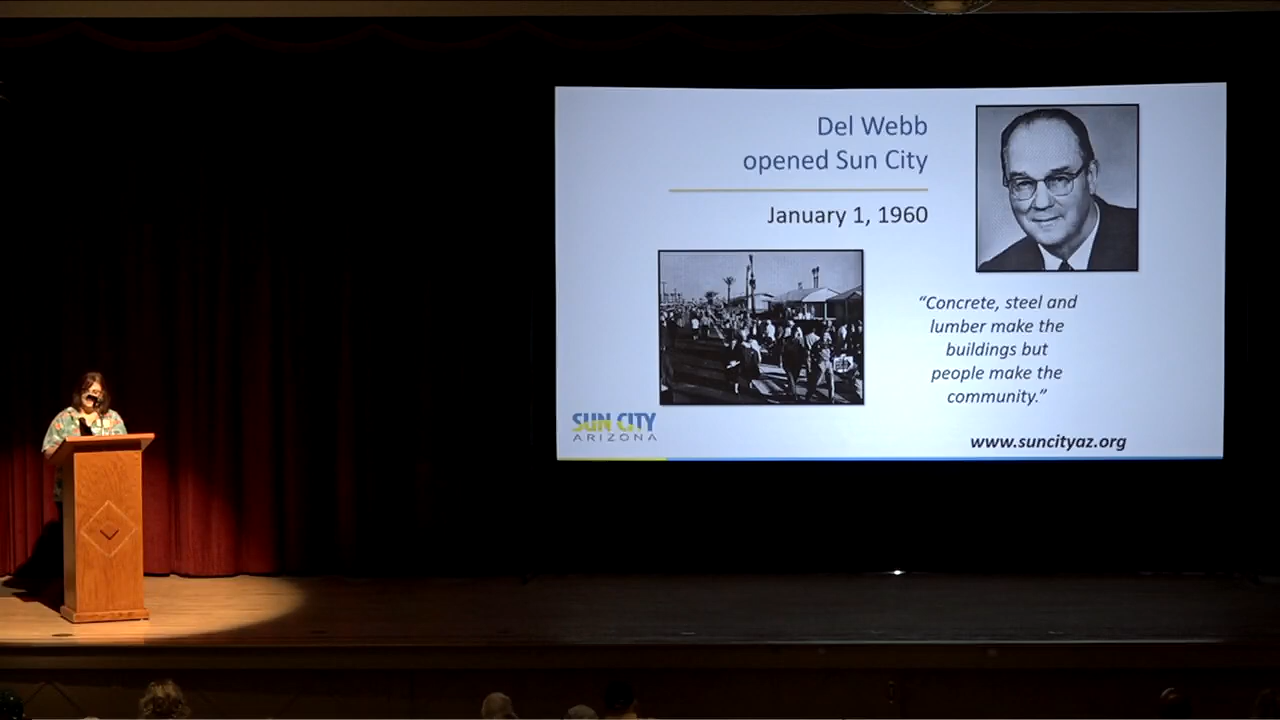 Del Webb
opened Sun City
January 1, 1960
“Concrete, steel and
lumber make the
buildings but
people make the
community.”
SUN CITY
ARIZONA
www.suncityaz.org